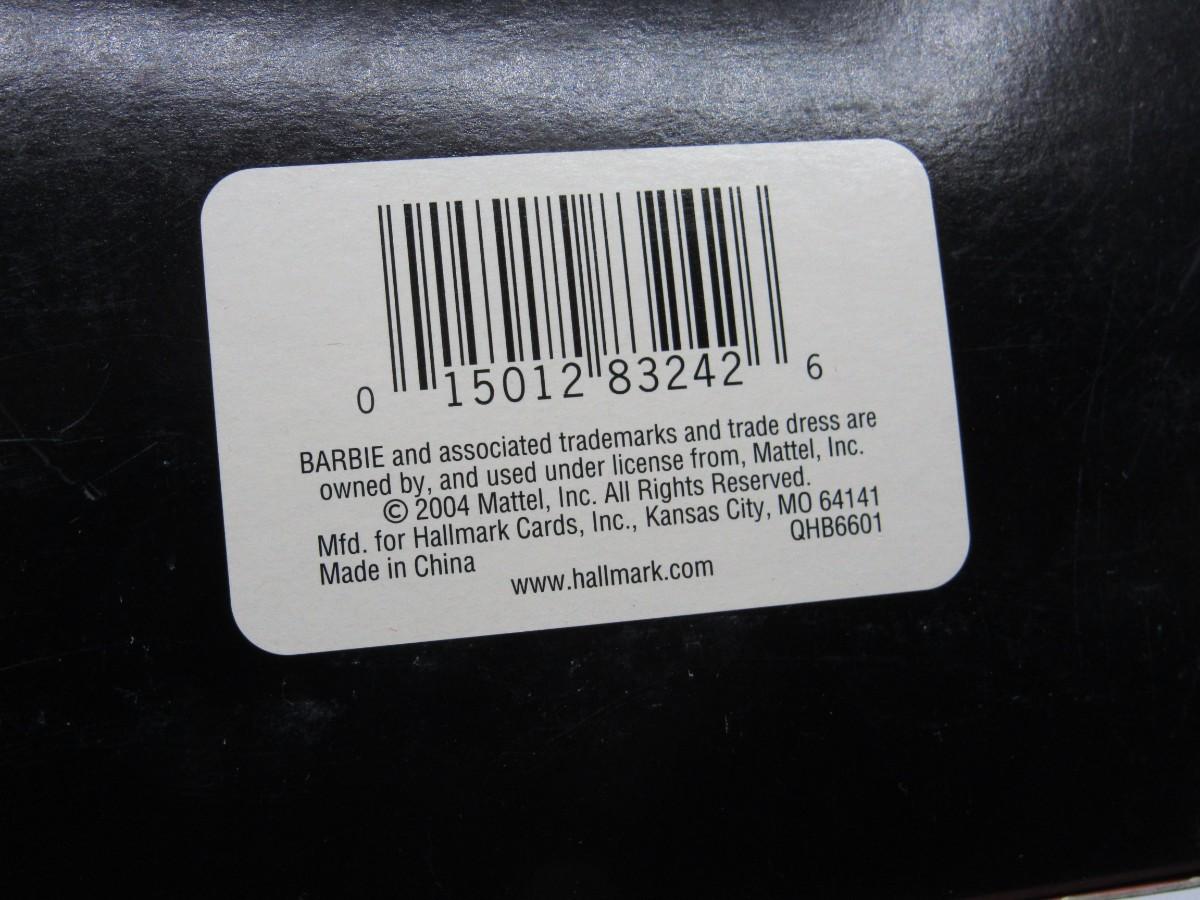 0 15012 83242 6
BARBIE and associated trademarks and trade dress are
owned by, and used under license from, Mattel, Inc.
© 2004 Mattel, Inc. All Rights Reserved.
Mfd. for Hallmark Cards, Inc., Kansas City, MO 64141
Made in China QHB6601
www.hallmark.com